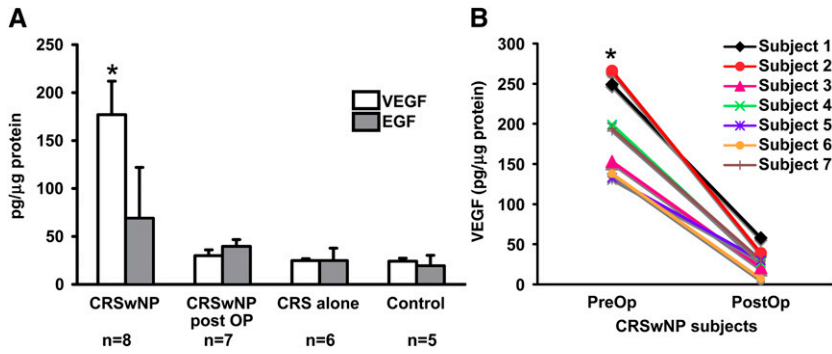 A
250
200
150
100
50
0
pg/µg protein
*
VEGF
EGF
CRSwNP
CRSwNP
post OP
CRS alone
Control
n=8
n=7
n=6
n=5
B
300
250
200
150
100
50
0
VEGF (pg/µg protein)
*
Subject 1
Subject 2
Subject 3
Subject 4
Subject 5
Subject 6
Subject 7
PreOp
PostOp
CRSwNP subjects